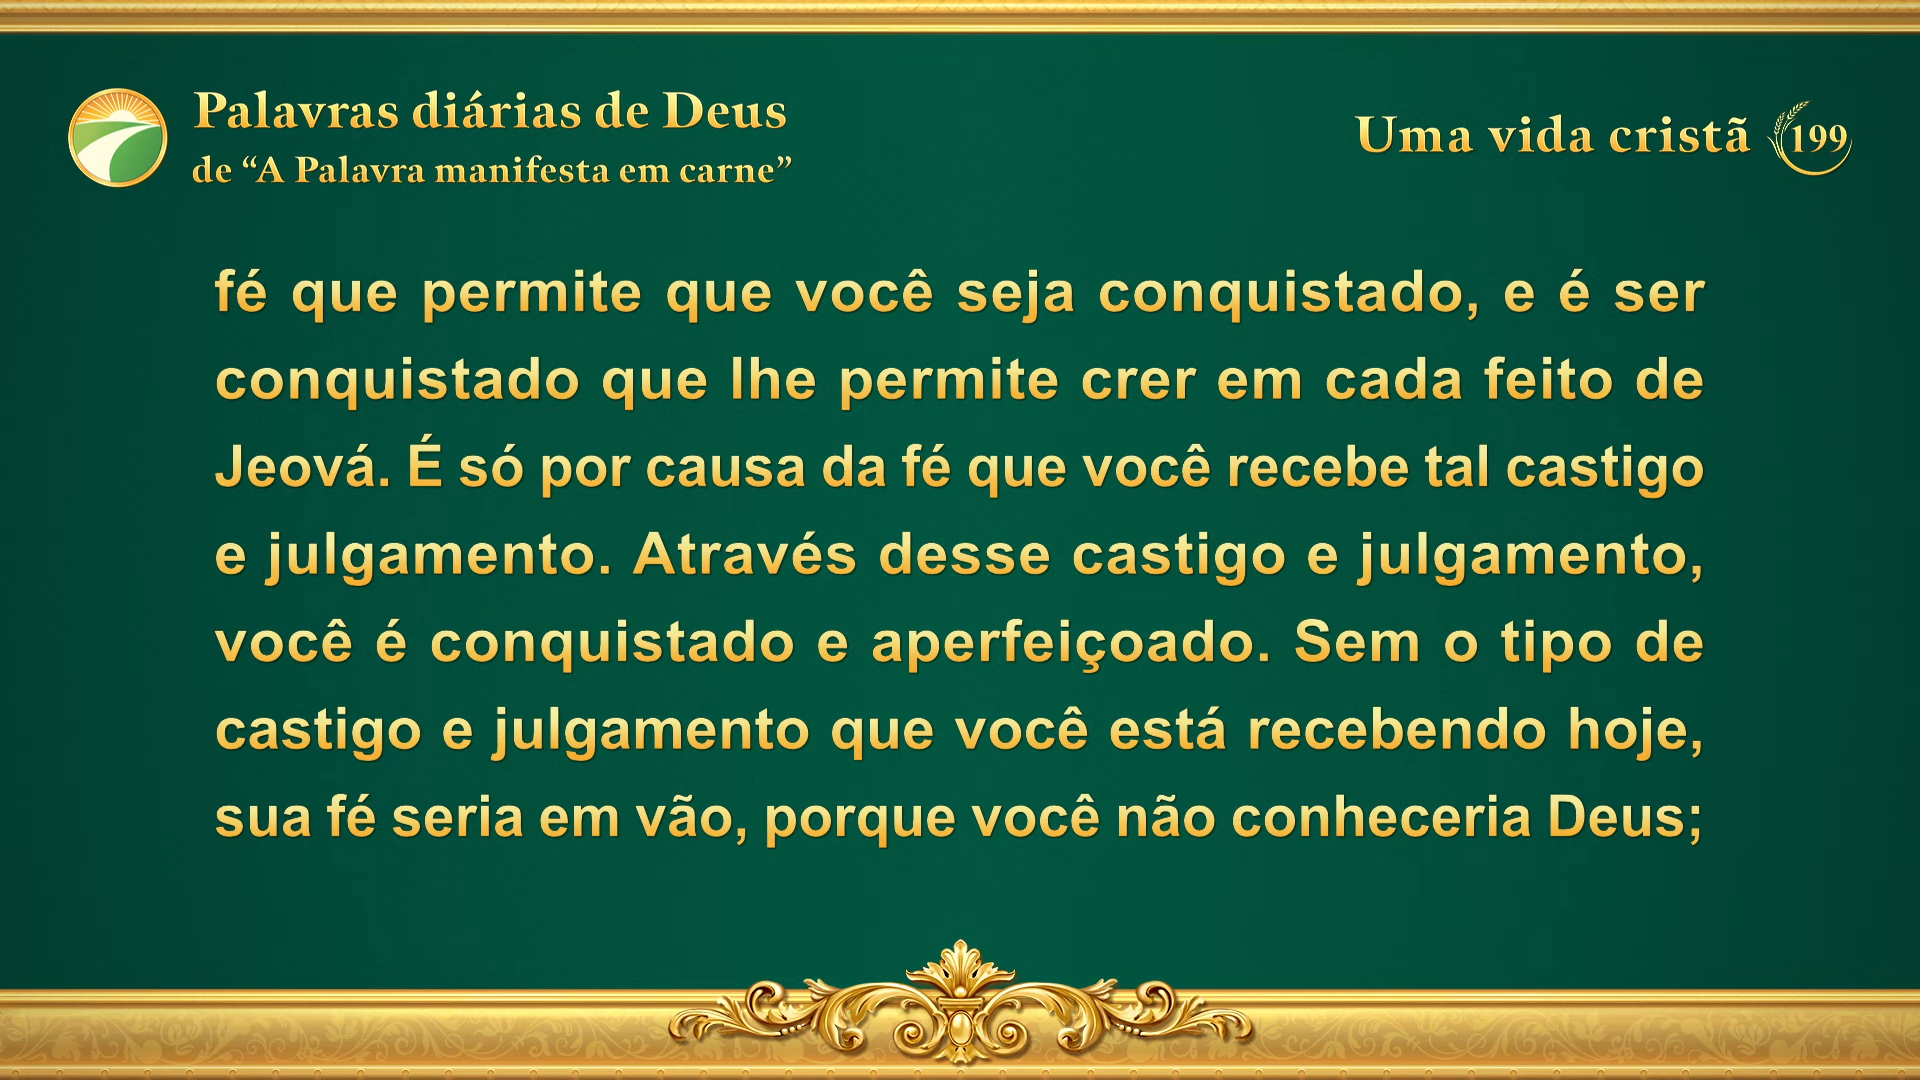 Palavras diárias de Deus
de “A Palavra manifesta em carne”
Uma vida cristã 199
fé que permite que você seja conquistado, e é ser
conquistado que lhe permite crer em cada feito de
Jeová. É só por causa da fé que você recebe tal castigo
e julgamento. Através desse castigo e julgamento,
você é conquistado e aperfeiçoado. Sem o tipo de
castigo e julgamento que você está recebendo hoje,
sua fé seria em vão, porque você não conheceria Deus;